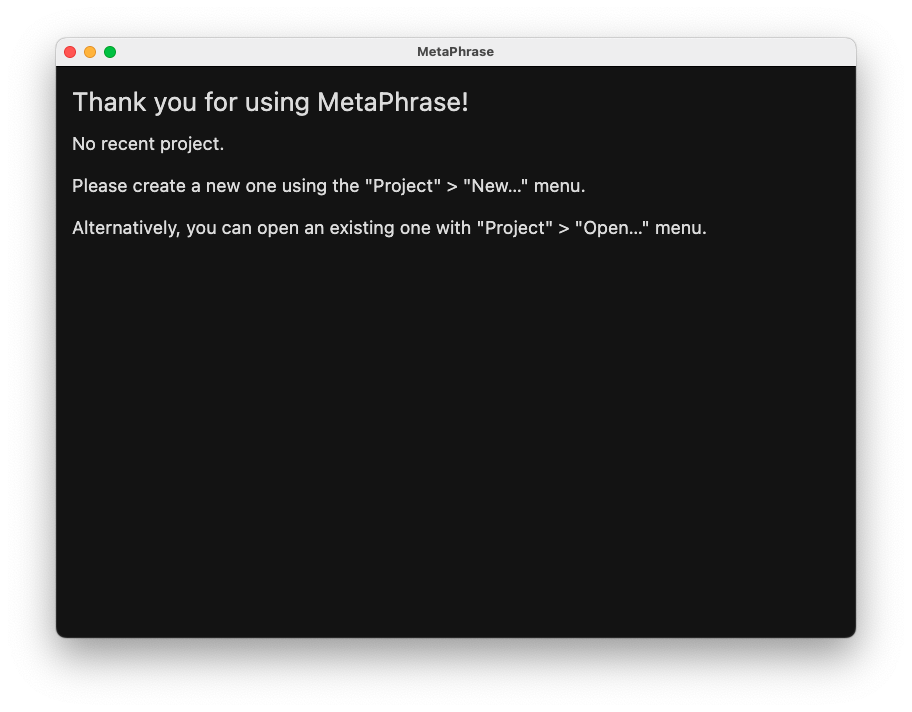 MetaPhrase
Thank you for using MetaPhrase!
No recent project.
Please create a new one using the "Project" > "New…" menu.
Alternatively, you can open an existing one with "Project" > "Open…" menu.